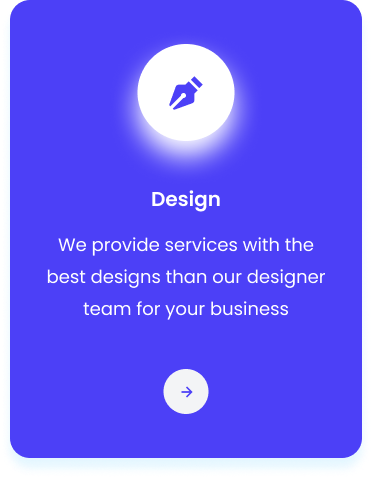 Design
We provide services with the
best designs than our designer
team for your business